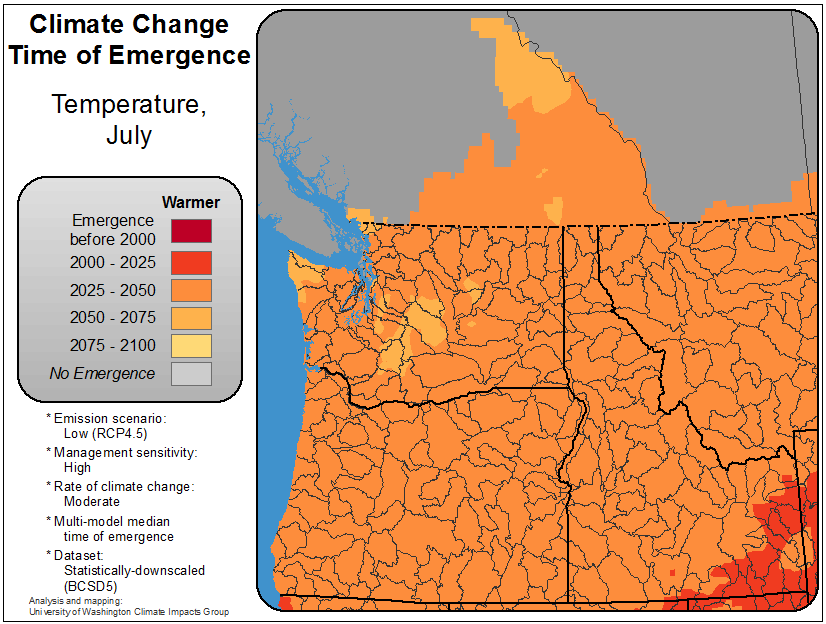 Climate Change
Time of Emergence
Temperature,
July
Warmer
Emergence
before 2000
2000 - 2025
2025 - 2050
2050 - 2075
2075 - 2100
No Emergence
* Emission scenario:
Low (RCP4.5)
* Management sensitivity:
High
* Rate of climate change:
Moderate
* Multi-model median
time of emergence
* Dataset:
Statistically-downscaled
(BCSD5)
Analysis and mapping:
University of Washington Climate Impacts Group